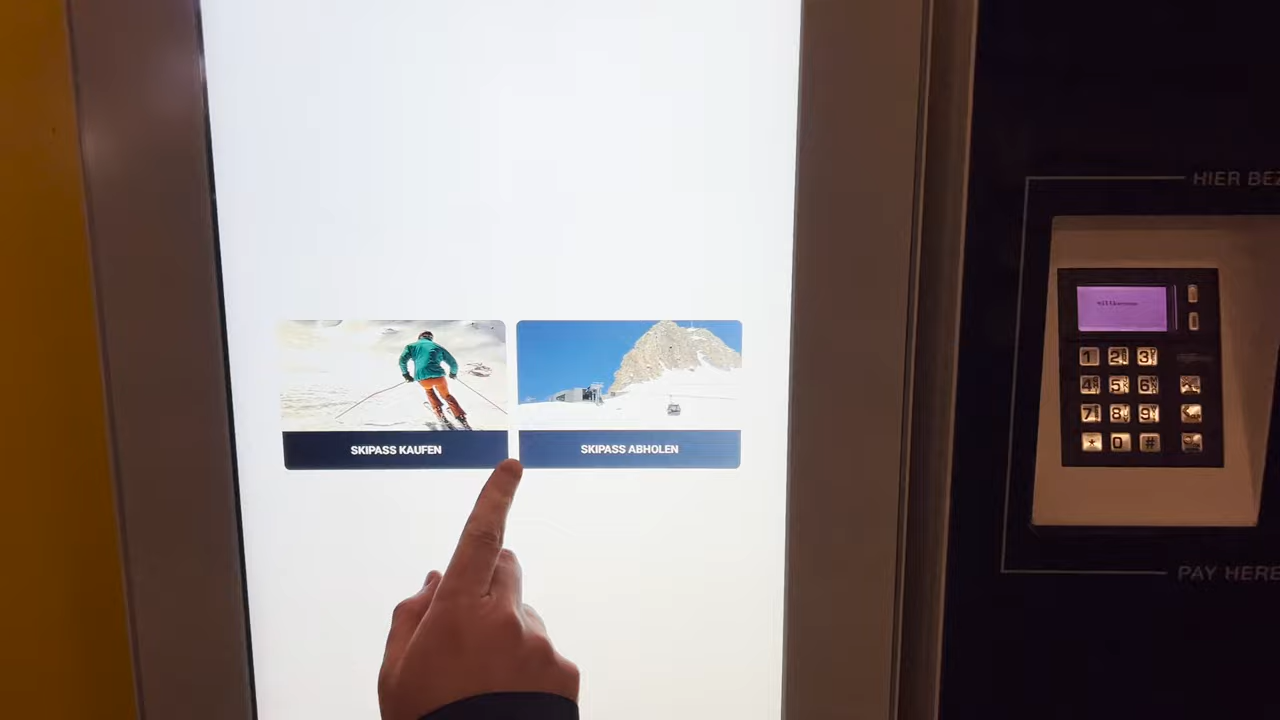 SKIPASS KAUFEN
SKIPASS ABHOLEN
HIER BEZ
1 2 3
4 5 6
7 8 9
* 0 #
PAY HERE